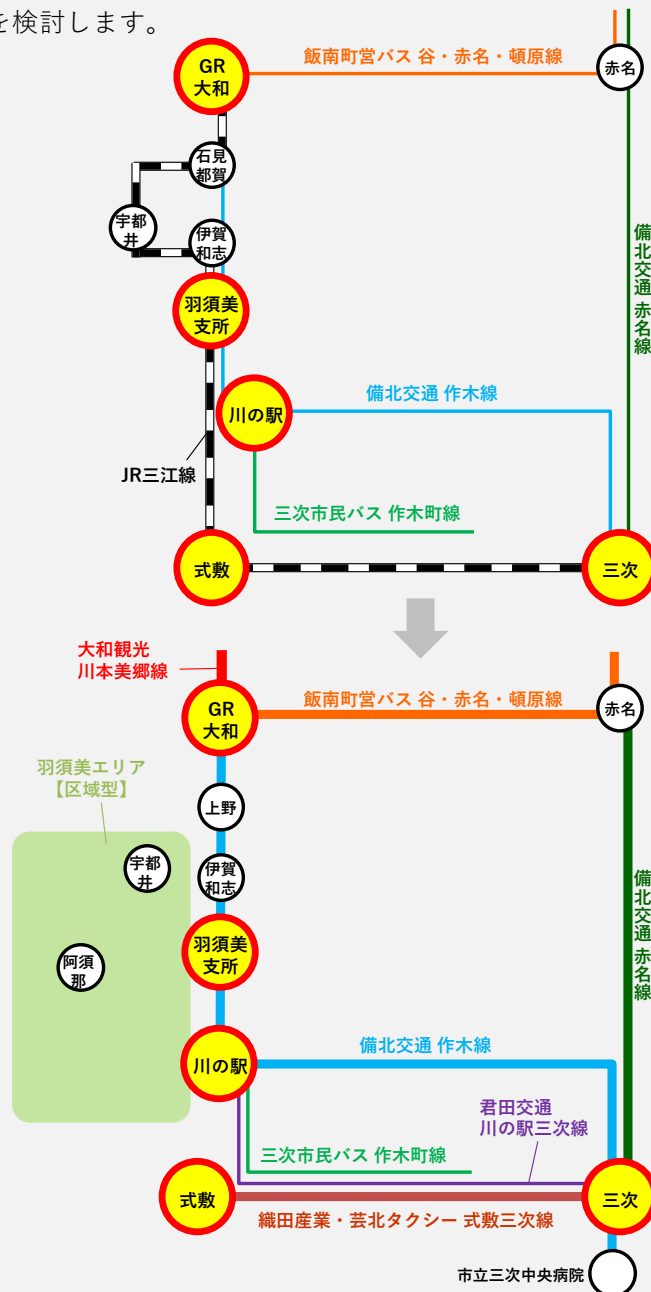 を検討します。
飯南町営バス 谷・赤名・頓原線
GR
大和
赤名
石見
都賀
宇都
井
伊賀
和志
備北交通 赤名線
羽須美
支所
備北交通 作木線
川の駅
JR三江線
三次市民バス 作木町線
式敷
三次
大和観光
川本美郷線
飯南町営バス 谷・赤名・頓原線
GR
大和
赤名
羽須美エリア
【区域型】
上野
宇都
井
伊賀
和志
備北交通 赤名線
羽須美
支所
阿須
那
備北交通 作木線
川の駅
君田交通
川の駅三次線
三次市民バス 作木町線
式敷
三次
織田産業・芸北タクシー 式敷三次線
市立三次中央病院